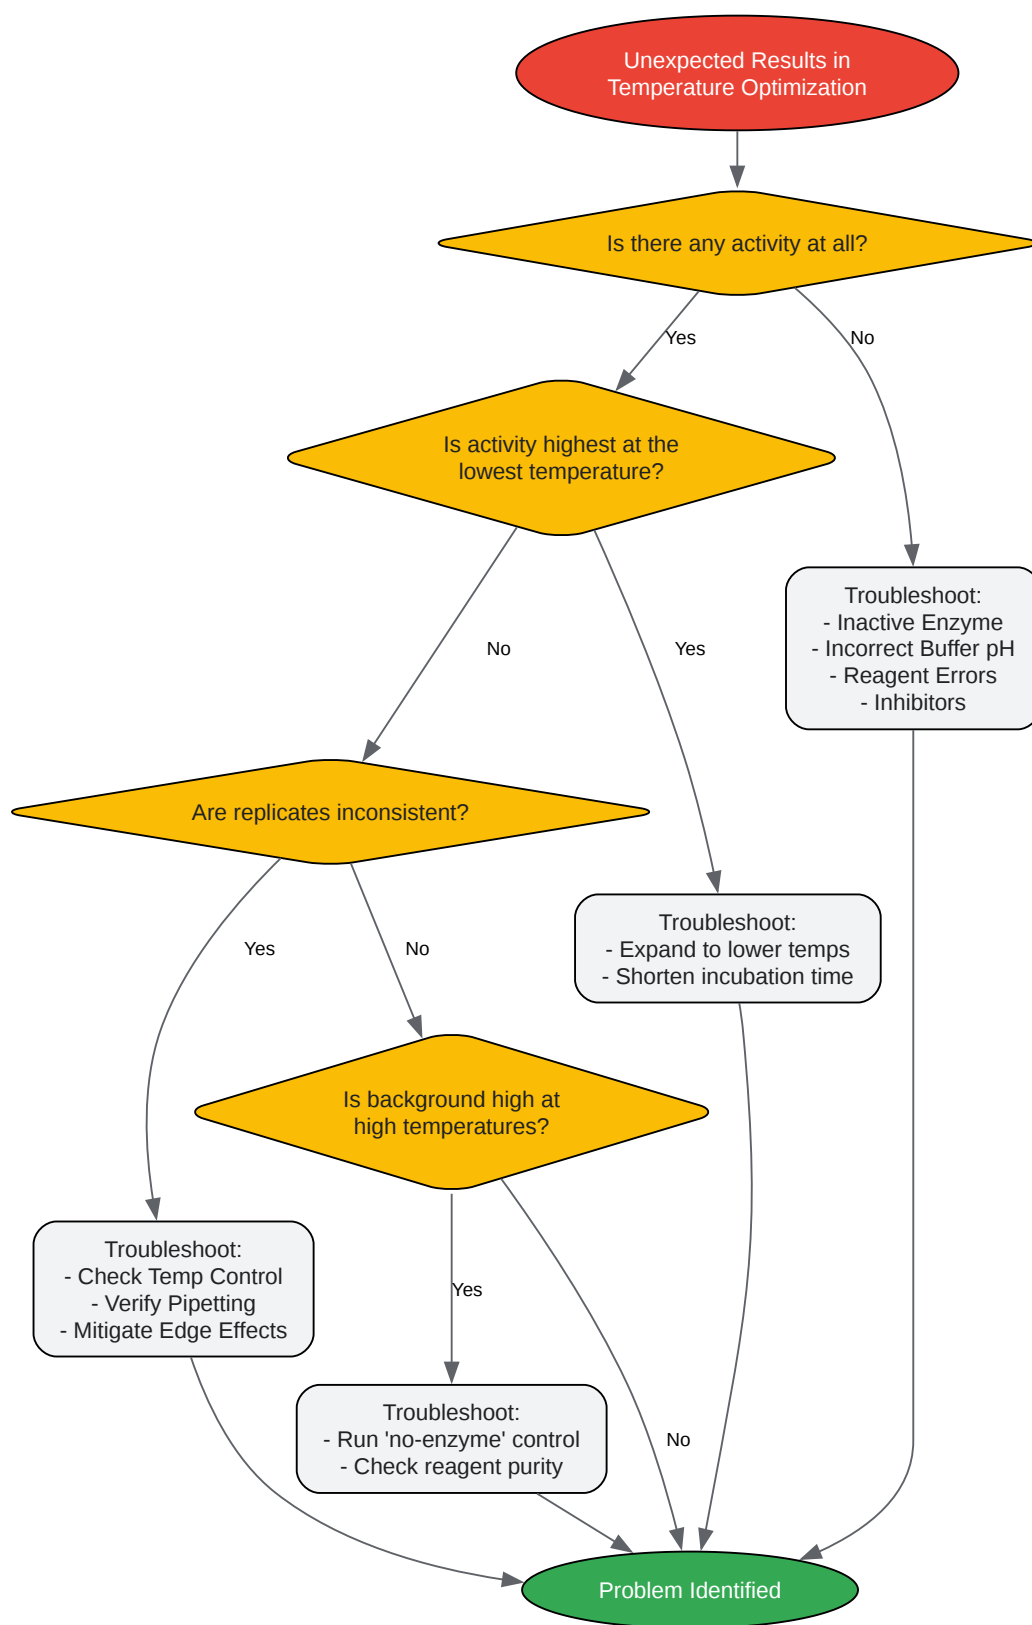 Unexpected Results in
Temperature Optimization
Is there any activity at all?
Yes
No
Is activity highest at the
lowest temperature?
No
Yes
Troubleshoot:
- Inactive Enzyme
- Incorrect Buffer pH
- Reagent Errors
- Inhibitors
Are replicates inconsistent?
Yes
No
Troubleshoot:
- Expand to lower temps
- Shorten incubation time
Is background high at
high temperatures?
Troubleshoot:
- Check Temp Control
- Verify Pipetting
- Mitigate Edge Effects
Yes
No
Troubleshoot:
- Run 'no-enzyme' control
- Check reagent purity
Problem Identified